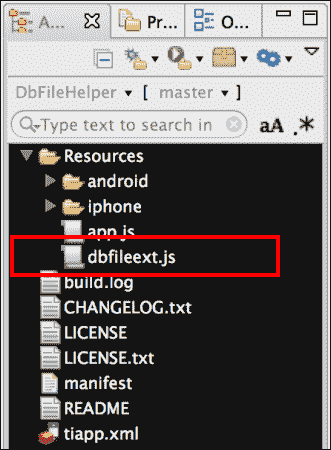 A...
Pr...
O...
DbFileHelper ▾ [ master ▾ ]
Type text to search in
aA .*
Resources
android
iphone
app.js
dbfileext.js
build.log
CHANGELOG.txt
LICENSE
LICENSE.txt
manifest
README
tiapp.xml